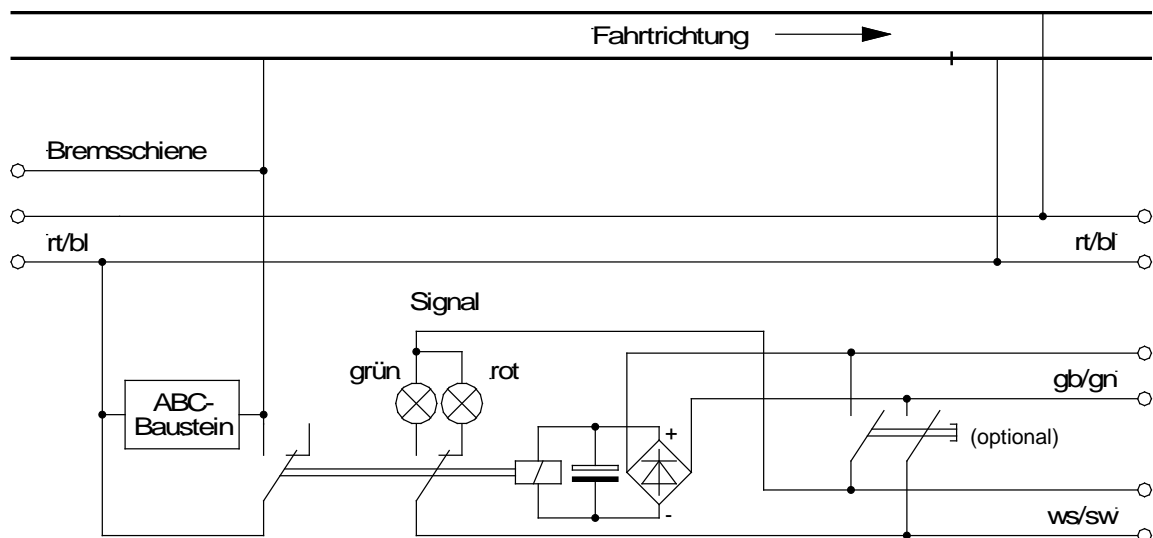 Fahrtrichtung
Bremsschiene
rt/bl
rt/bl
Signal
grün
rot
gb/gn
ABC-
Baustein
+
(optional)
-
ws/sw